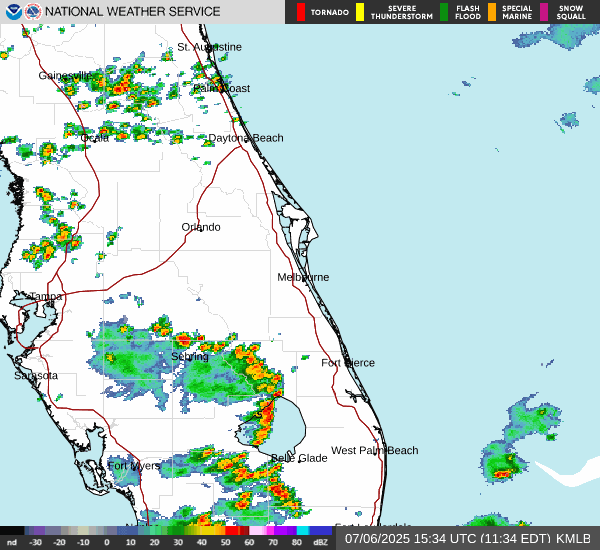 NATIONAL WEATHER SERVICE
TORNADO
SEVERE THUNDERSTORM
FLASH FLOOD
SPECIAL MARINE
SNOW SQUALL
St. Augustine
Gainesville
Palm Coast
Ocala
Daytona Beach
Orlando
Melbourne
Tampa
Sebring
Fort Pierce
Sarasota
West Palm Beach
Belle Glade
Fort Myers
nd -20 -10 0 10 20 30 40 50 60 70 80 dBZ
07/06/2025 15:34 UTC (11:34 EDT) KMLB